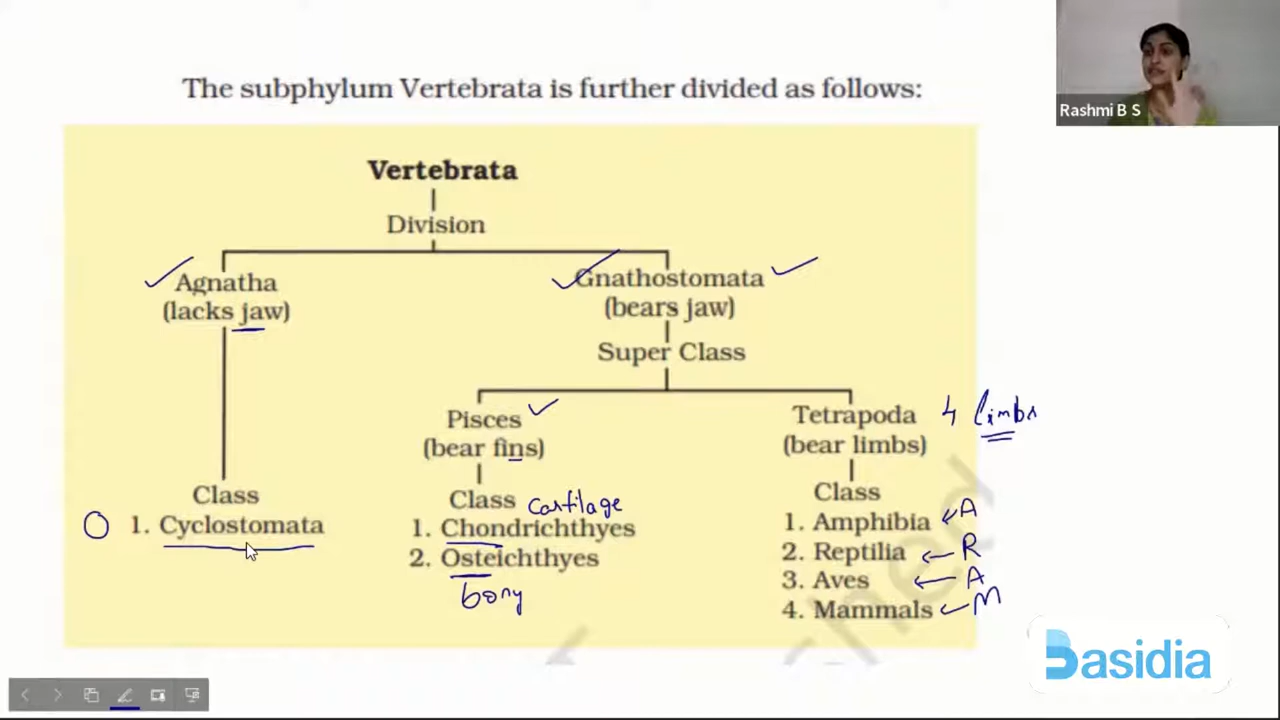 Rashmi B S
The subphylum Vertebrata is further divided as follows:
Vertebrata
Division
Agnatha
(lacks jaw)
Gnathostomata
(bears jaw)
Super Class
Pisces
(bear fins)
Tetrapoda 4 limbs
(bear limbs)
Class
1. Cyclostomata
Class cartilage
1. Chondrichthyes
2. Osteichthyes
bony
Class
1. Amphibia A
2. Reptilia R
3. Aves A
4. Mammals M
Basidia